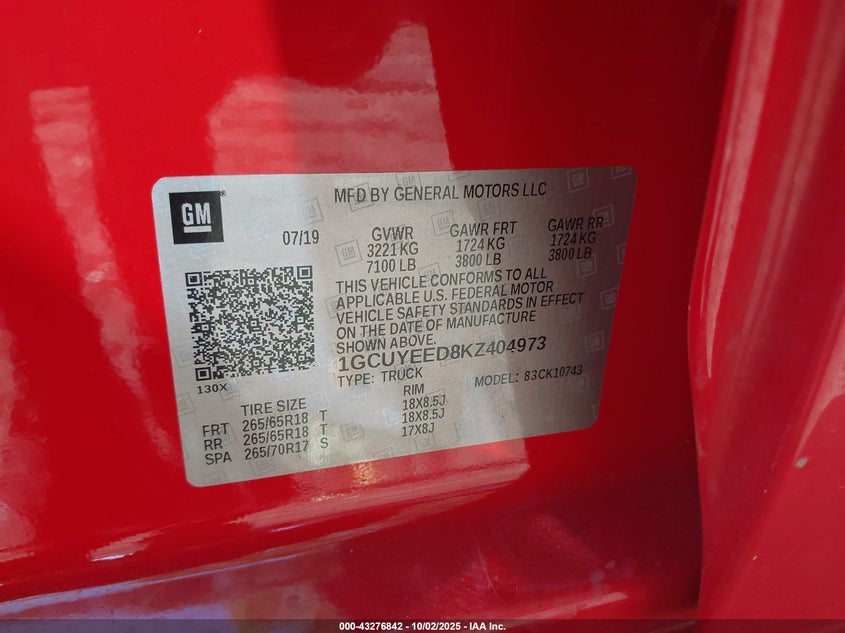 GM
MFD BY GENERAL MOTORS LLC
07/19
GVWR GAWR FRT GAWR RR
3221 KG 1724 KG 1724 KG
7100 LB 3800 LB 3800 LB
THIS VEHICLE CONFORMS TO ALL
APPLICABLE U.S. FEDERAL MOTOR
VEHICLE SAFETY STANDARDS IN EFFECT
ON THE DATE OF MANUFACTURE
SHOWN ABOVE.
1GCUYEED8KZ404973
130X
TYPE: TRUCK MODEL: 83CK10743
TIRE SIZE RIM
FRT 265/65R18 T 18X8.5J
RR 265/65R18 T 18X8.5J
SPA 265/70R17 S 17X8J
000-43276842 - 10/02/2025 - IAA Inc.